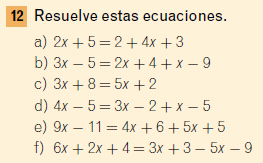 12 Resuelve estas ecuaciones.
a) 2x + 5 = 2 + 4x + 3
b) 3x – 5 = 2x + 4 + x – 9
c) 3x + 8 = 5x + 2
d) 4x – 5 = 3x – 2 + x – 5
e) 9x – 11 = 4x + 6 + 5x + 5
f) 6x + 2x + 4 = 3x + 3 – 5x – 9